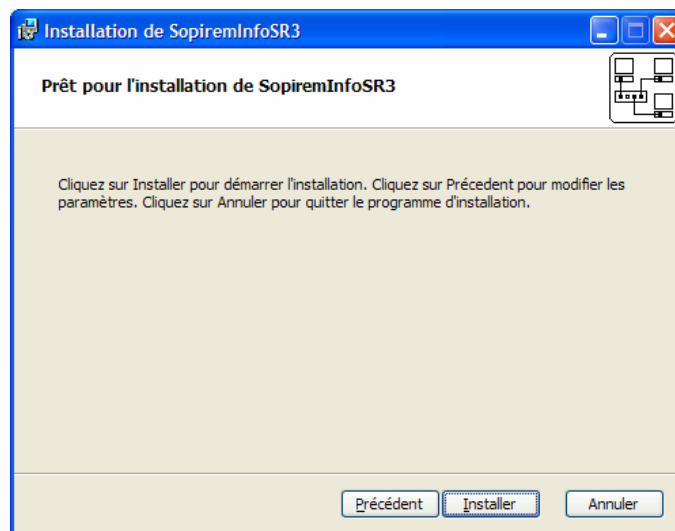 Installation de SopiremInfoSR3
Prêt pour l'installation de SopiremInfoSR3
Cliquez sur Installer pour démarrer l'installation. Cliquez sur Précedent pour modifier les
paramètres. Cliquez sur Annuler pour quitter le programme d'installation.
Précédent Installer Annuler